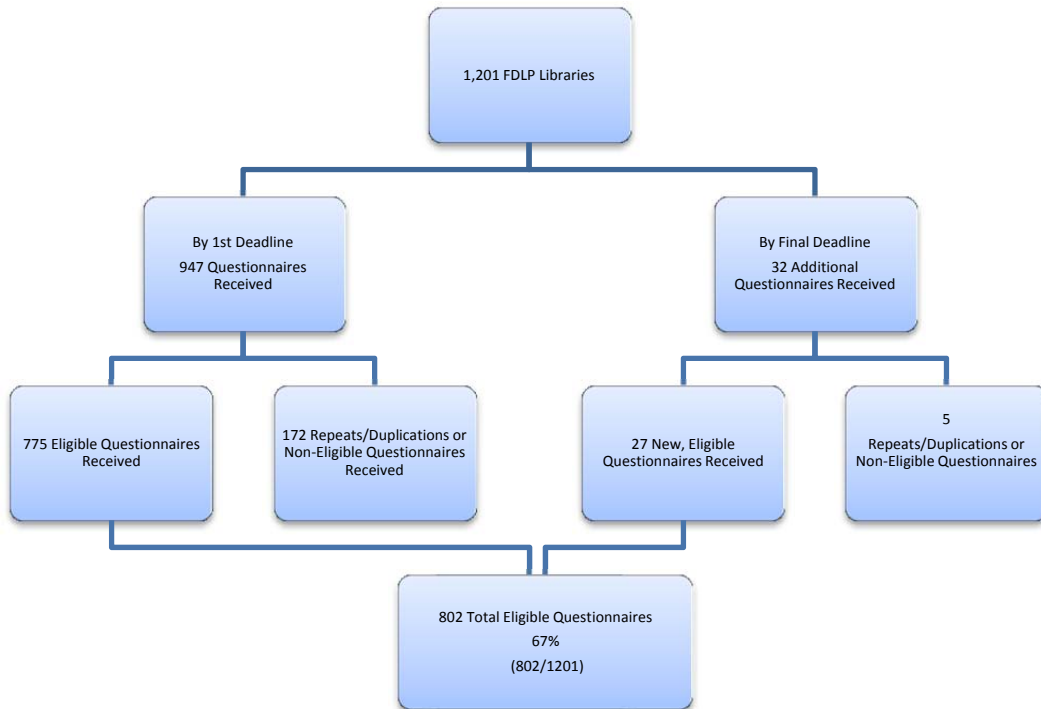 1,201 FDLP Libraries
By 1st Deadline
947 Questionnaires
Received
By Final Deadline
32 Additional
Questionnaires Received
775 Eligible Questionnaires
Received
172 Repeats/Duplications or
Non-Eligible Questionnaires
Received
27 New, Eligible
Questionnaires Received
5
Repeats/Duplications or
Non-Eligible Questionnaires
802 Total Eligible Questionnaires
67%
(802/1201)